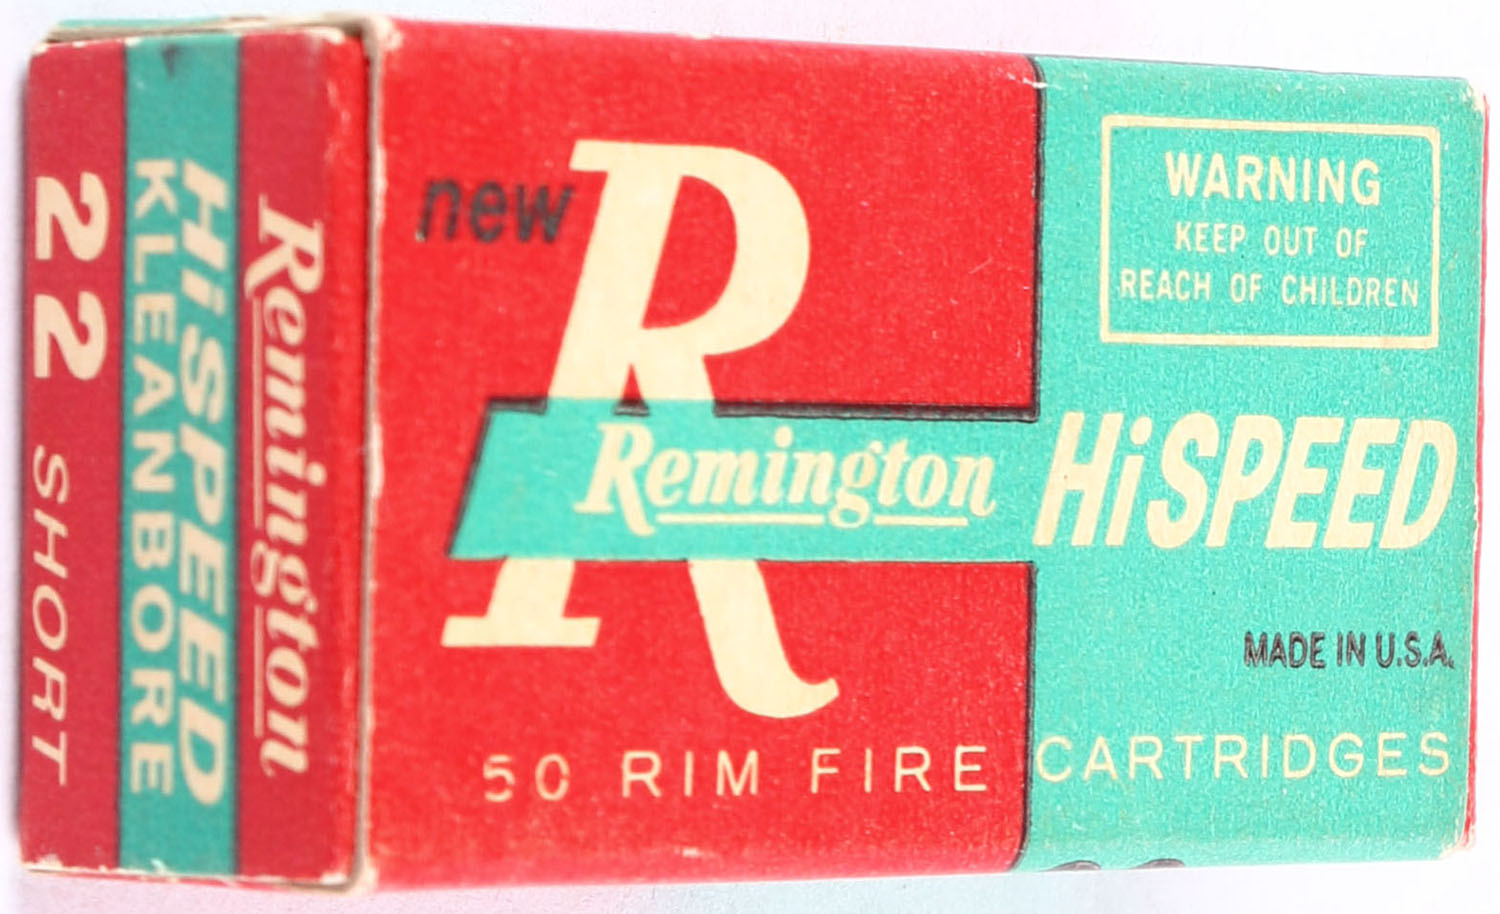 Remington
HiSPEED
KLEANBORE
22 SHORT
new R
Remington
50 RIM FIRE CARTRIDGES
WARNING
KEEP OUT OF
REACH OF CHILDREN
HiSPEED
MADE IN U.S.A.